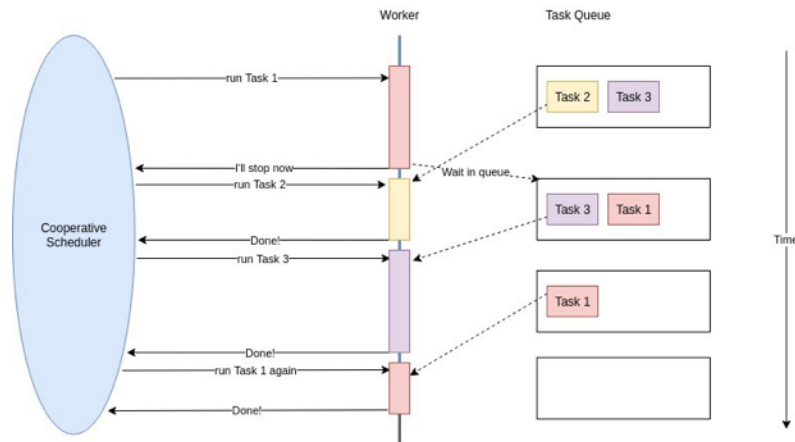 Worker
Task Queue
run Task 1
Task 2
Task 3
I'll stop now
Wait in queue
run Task 2
Task 3
Task 1
Cooperative
Scheduler
Time
Done!
run Task 3
Task 1
Done!
run Task 1 again
Done!